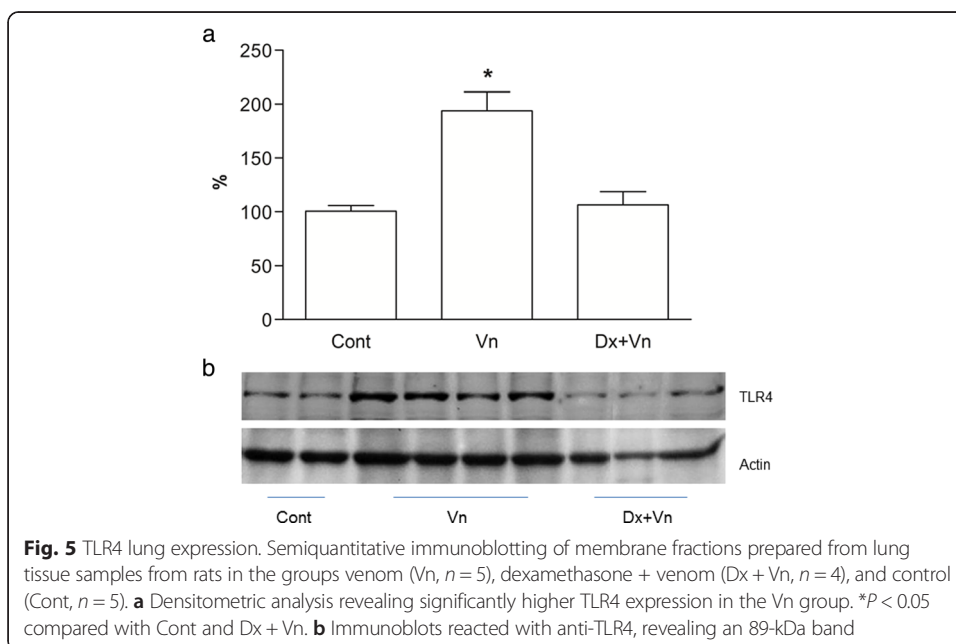 a
250
200
150
100
50
0
%
*
Cont Vn Dx+Vn
b
TLR4
Actin
Cont Vn Dx+Vn
Fig. 5 TLR4 lung expression. Semiquantitative immunoblotting of membrane fractions prepared from lung
tissue samples from rats in the groups venom (Vn, n = 5), dexamethasone + venom (Dx + Vn, n = 4), and control
(Cont, n = 5). a Densitometric analysis revealing significantly higher TLR4 expression in the Vn group. *P < 0.05
compared with Cont and Dx + Vn. b Immunoblots reacted with anti-TLR4, revealing an 89-kDa band